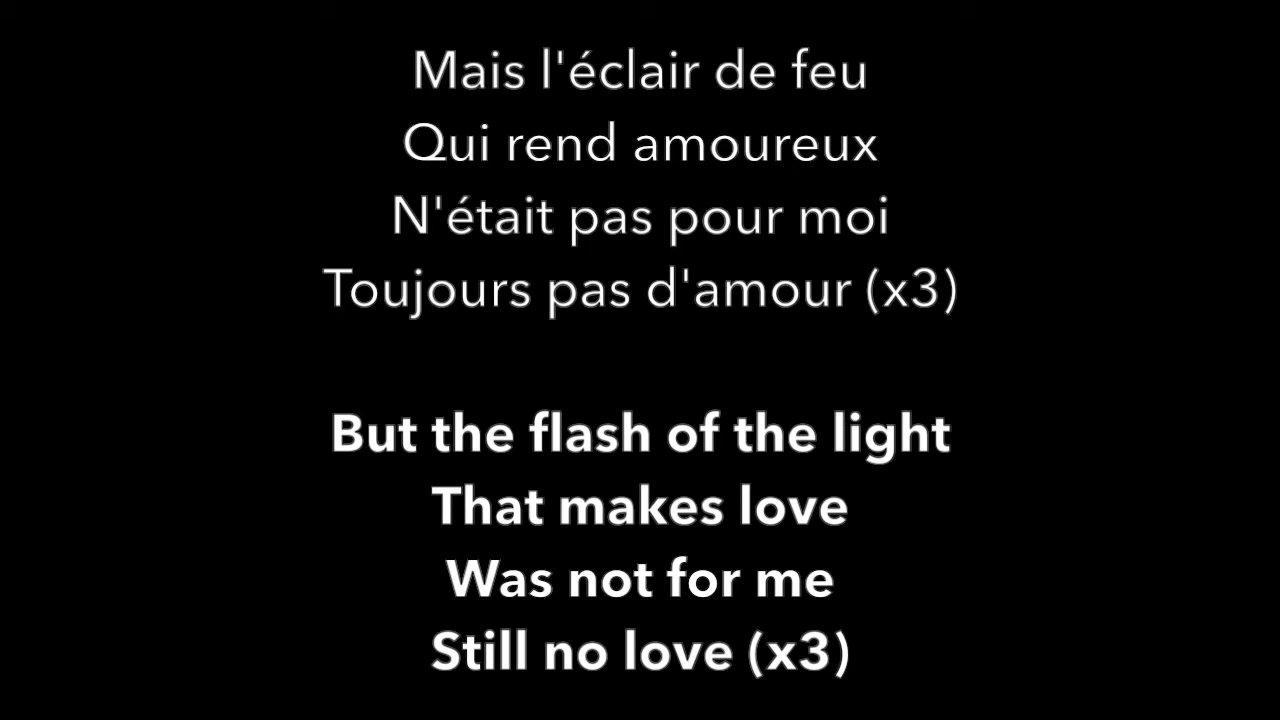 Mais l'éclair de feu
Qui rend amoureux
N'était pas pour moi
Toujours pas d'amour (x3)
But the flash of the light
That makes love
Was not for me
Still no love (x3)